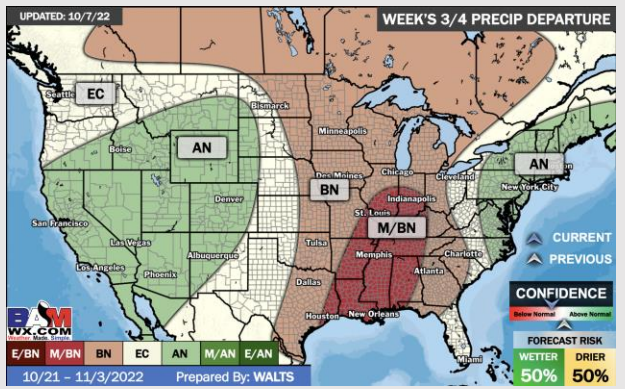 UPDATED: 10/7/22
WEEK'S 3/4 PRECIP DEPARTURE
Seattle
EC
Bismarck
Minneapolis
Boise
AN
AN
Chicago
Cleveland
New York City
Des Moines
BN
Denver
Indianapolis
St. Louis
M/BN
San Francisco
Las Vegas
Tulsa
Memphis
Charlotte
CURRENT
Los Angeles
Albuquerque
Atlanta
PREVIOUS
Phoenix
Dallas
CONFIDENCE
Houston
New Orleans
Below Normal
Above Normal
BAM
WX.COM
Weather. Made. Simple.
Miami
FORECAST RISK
E/BN
M/BN
BN
EC
AN
M/AN
E/AN
WETTER
DRIER
10/21 – 11/3/2022
Prepared By: WALTS
50%
50%